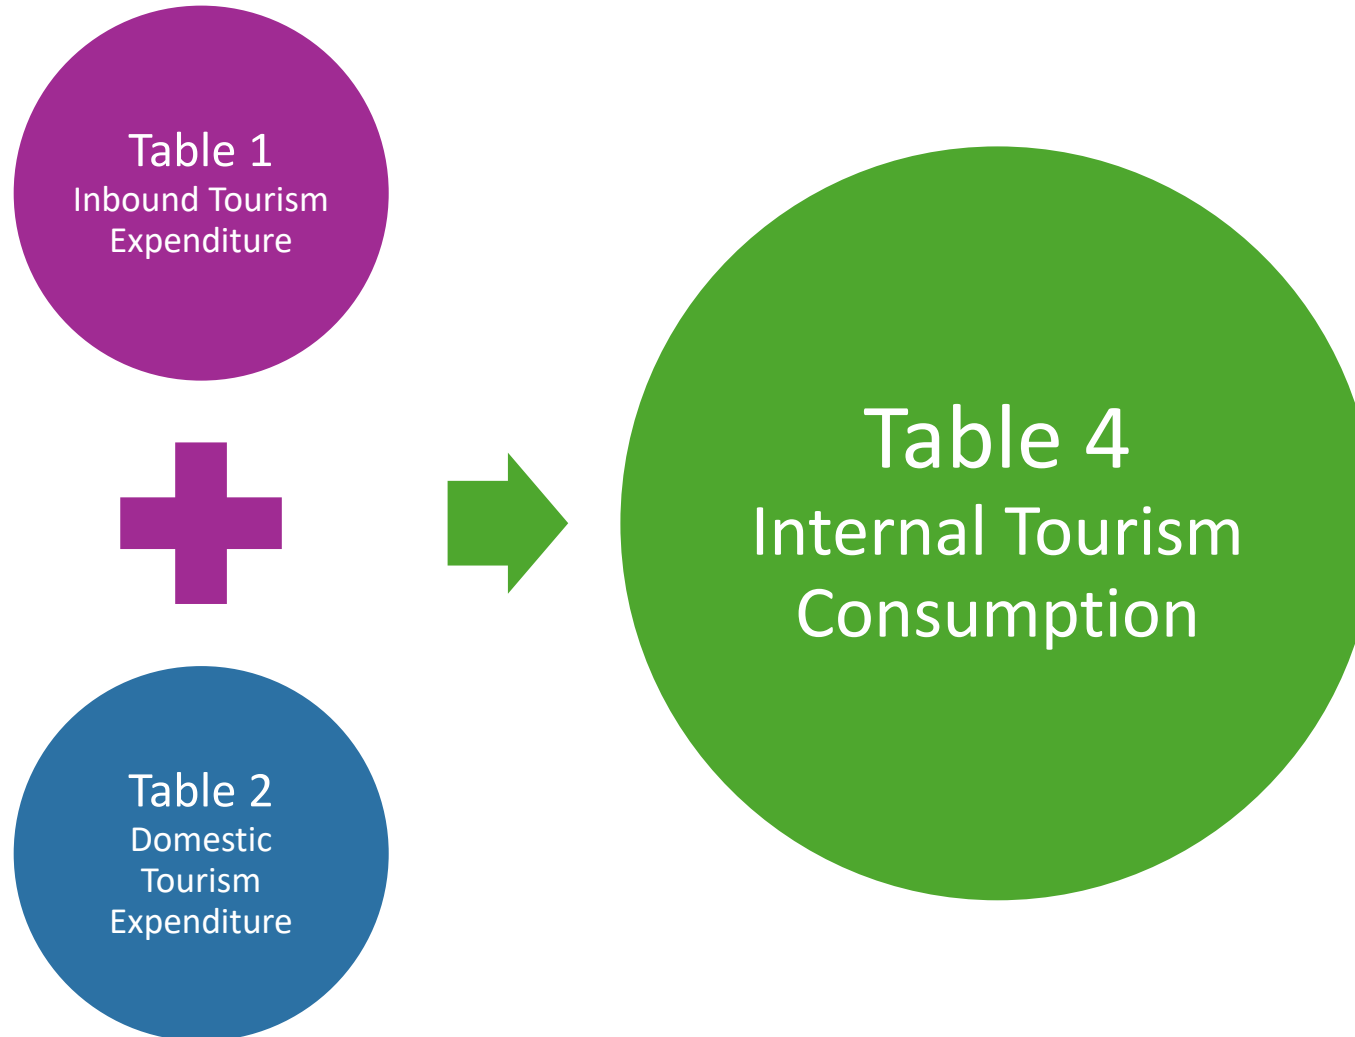 Table 1
Inbound Tourism
Expenditure
Table 2
Domestic
Tourism
Expenditure
Table 4
Internal Tourism
Consumption